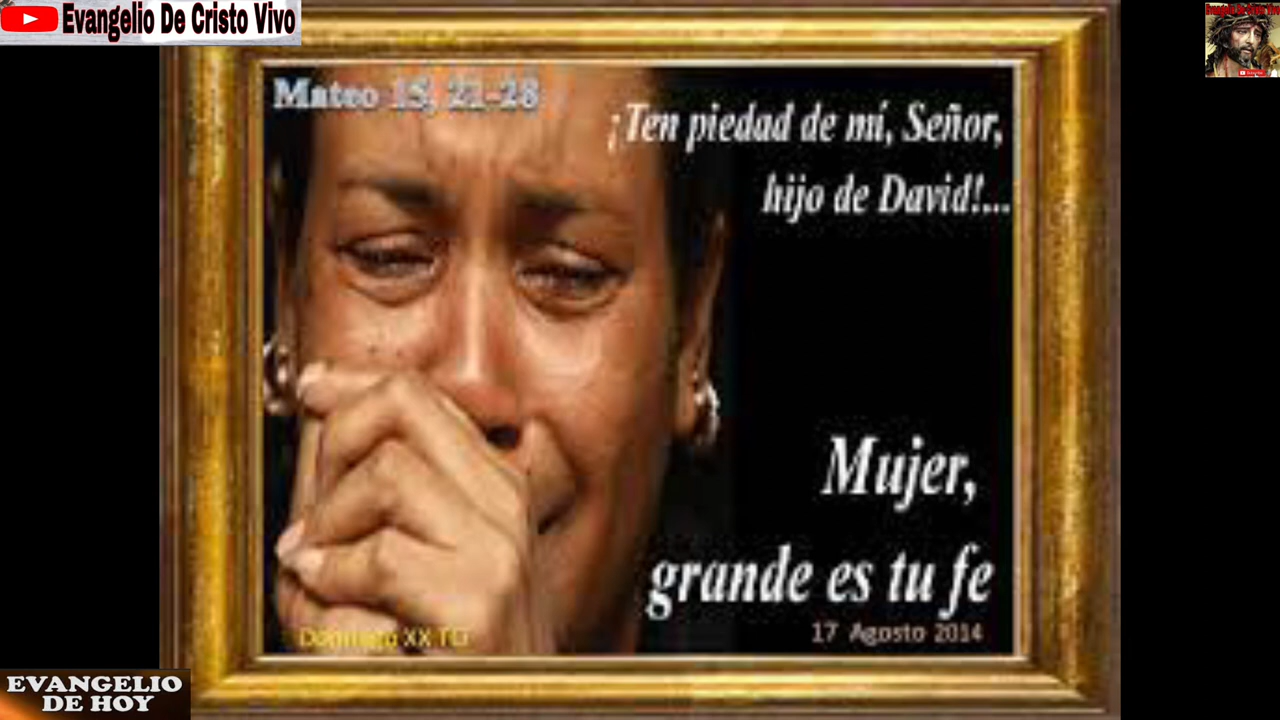 Evangelio De Cristo Vivo
Mateo 15, 21-28
¡Ten piedad de mí, Señor,
hijo de David!...
Mujer,
grande es tu fe
17 Agosto 2014
Domingo XX TO
EVANGELIO
DE HOY